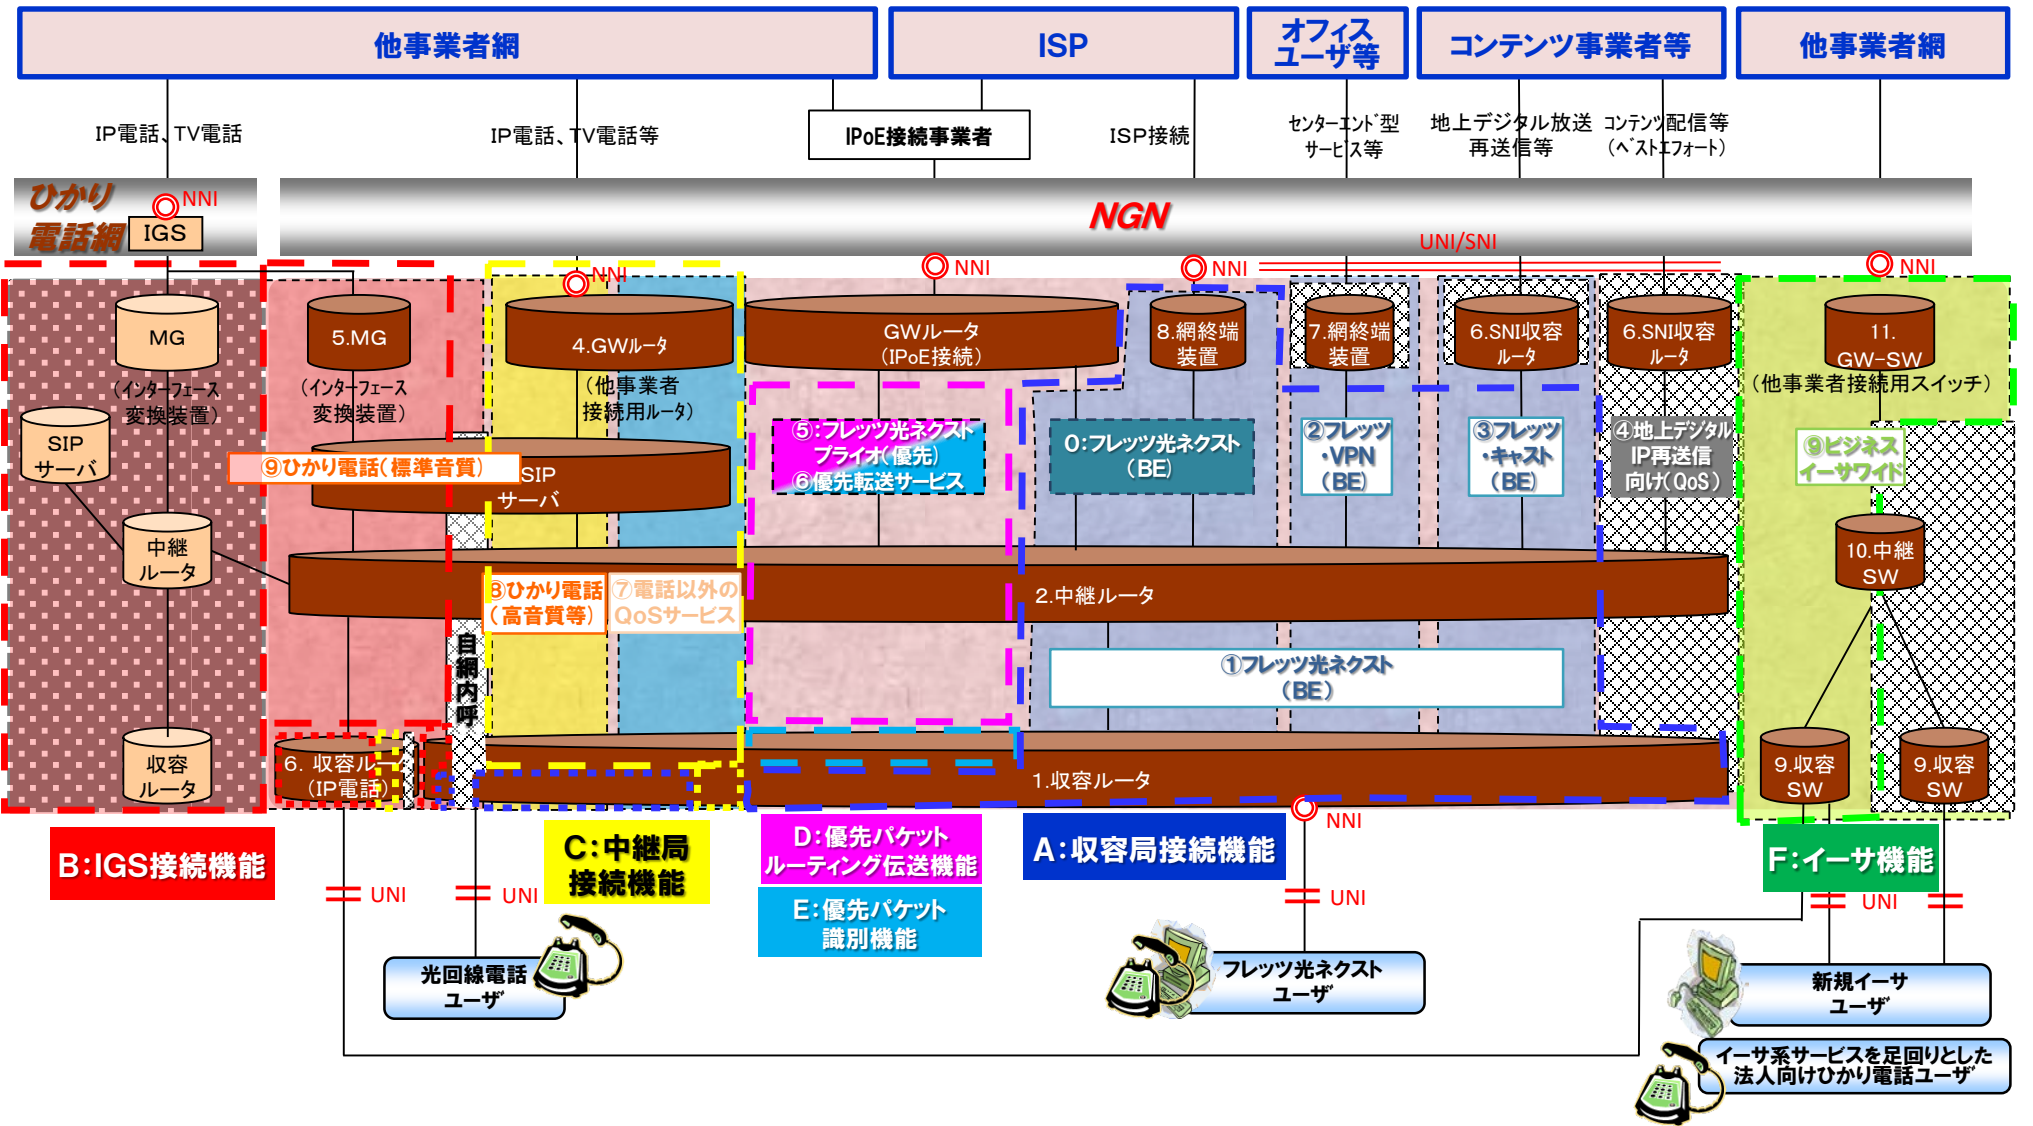 他事業者網
ISP
オフィス
ユーザ等
コンテンツ事業者等
他事業者網
IP電話、TV電話
IP電話、TV電話等
IPoE接続事業者
ISP接続
センターエンド型
サービス等
地上デジタル放送
再送信等
コンテンツ配信等
（ベストエフォート）
ひかり
電話網
NNI
IGS
NGN
UNI/SNI
NNI
NNI
NNI
NNI
MG
（インターフェース
変換装置）
5.MG
（インターフェース
変換装置）
4.GWルータ
（他事業者
接続用ルータ）
GWルータ
（IPoE接続）
8.網終端
装置
7.網終端
装置
6.SNI収容
ルータ
6.SNI収容
ルータ
11.
GW-SW
（他事業者接続用スイッチ）
SIP
サーバ
⑨ひかり電話（標準音質）
SIP
サーバ
⑤：フレッツ光ネクスト
プライオ（優先）
⑥優先転送サービス
0：フレッツ光ネクスト
（BE）
②フレッツ
・VPN
（BE）
③フレッツ
・キャスト
（BE）
④地上デジタル
IP再送信
向け（QoS）
⑨ビジネス
イーサワイド
中継
ルータ
10.中継
SW
⑧ひかり電話
（高音質等）
⑦電話以外の
QoSサービス
2.中継ルータ
自網内呼
①フレッツ光ネクスト
（BE）
収容
ルータ
6. 収容ルータ
（IP電話）
1.収容ルータ
9.収容
SW
9.収容
SW
NNI
B：IGS接続機能
C：中継局
接続機能
D：優先パケット
ルーティング伝送機能
A：収容局接続機能
F：イーサ機能
E：優先パケット
識別機能
UNI
UNI
UNI
UNI
光回線電話
ユーザ
フレッツ光ネクスト
ユーザ
新規イーサ
ユーザ
イーサ系サービスを足回りとした
法人向けひかり電話ユーザ